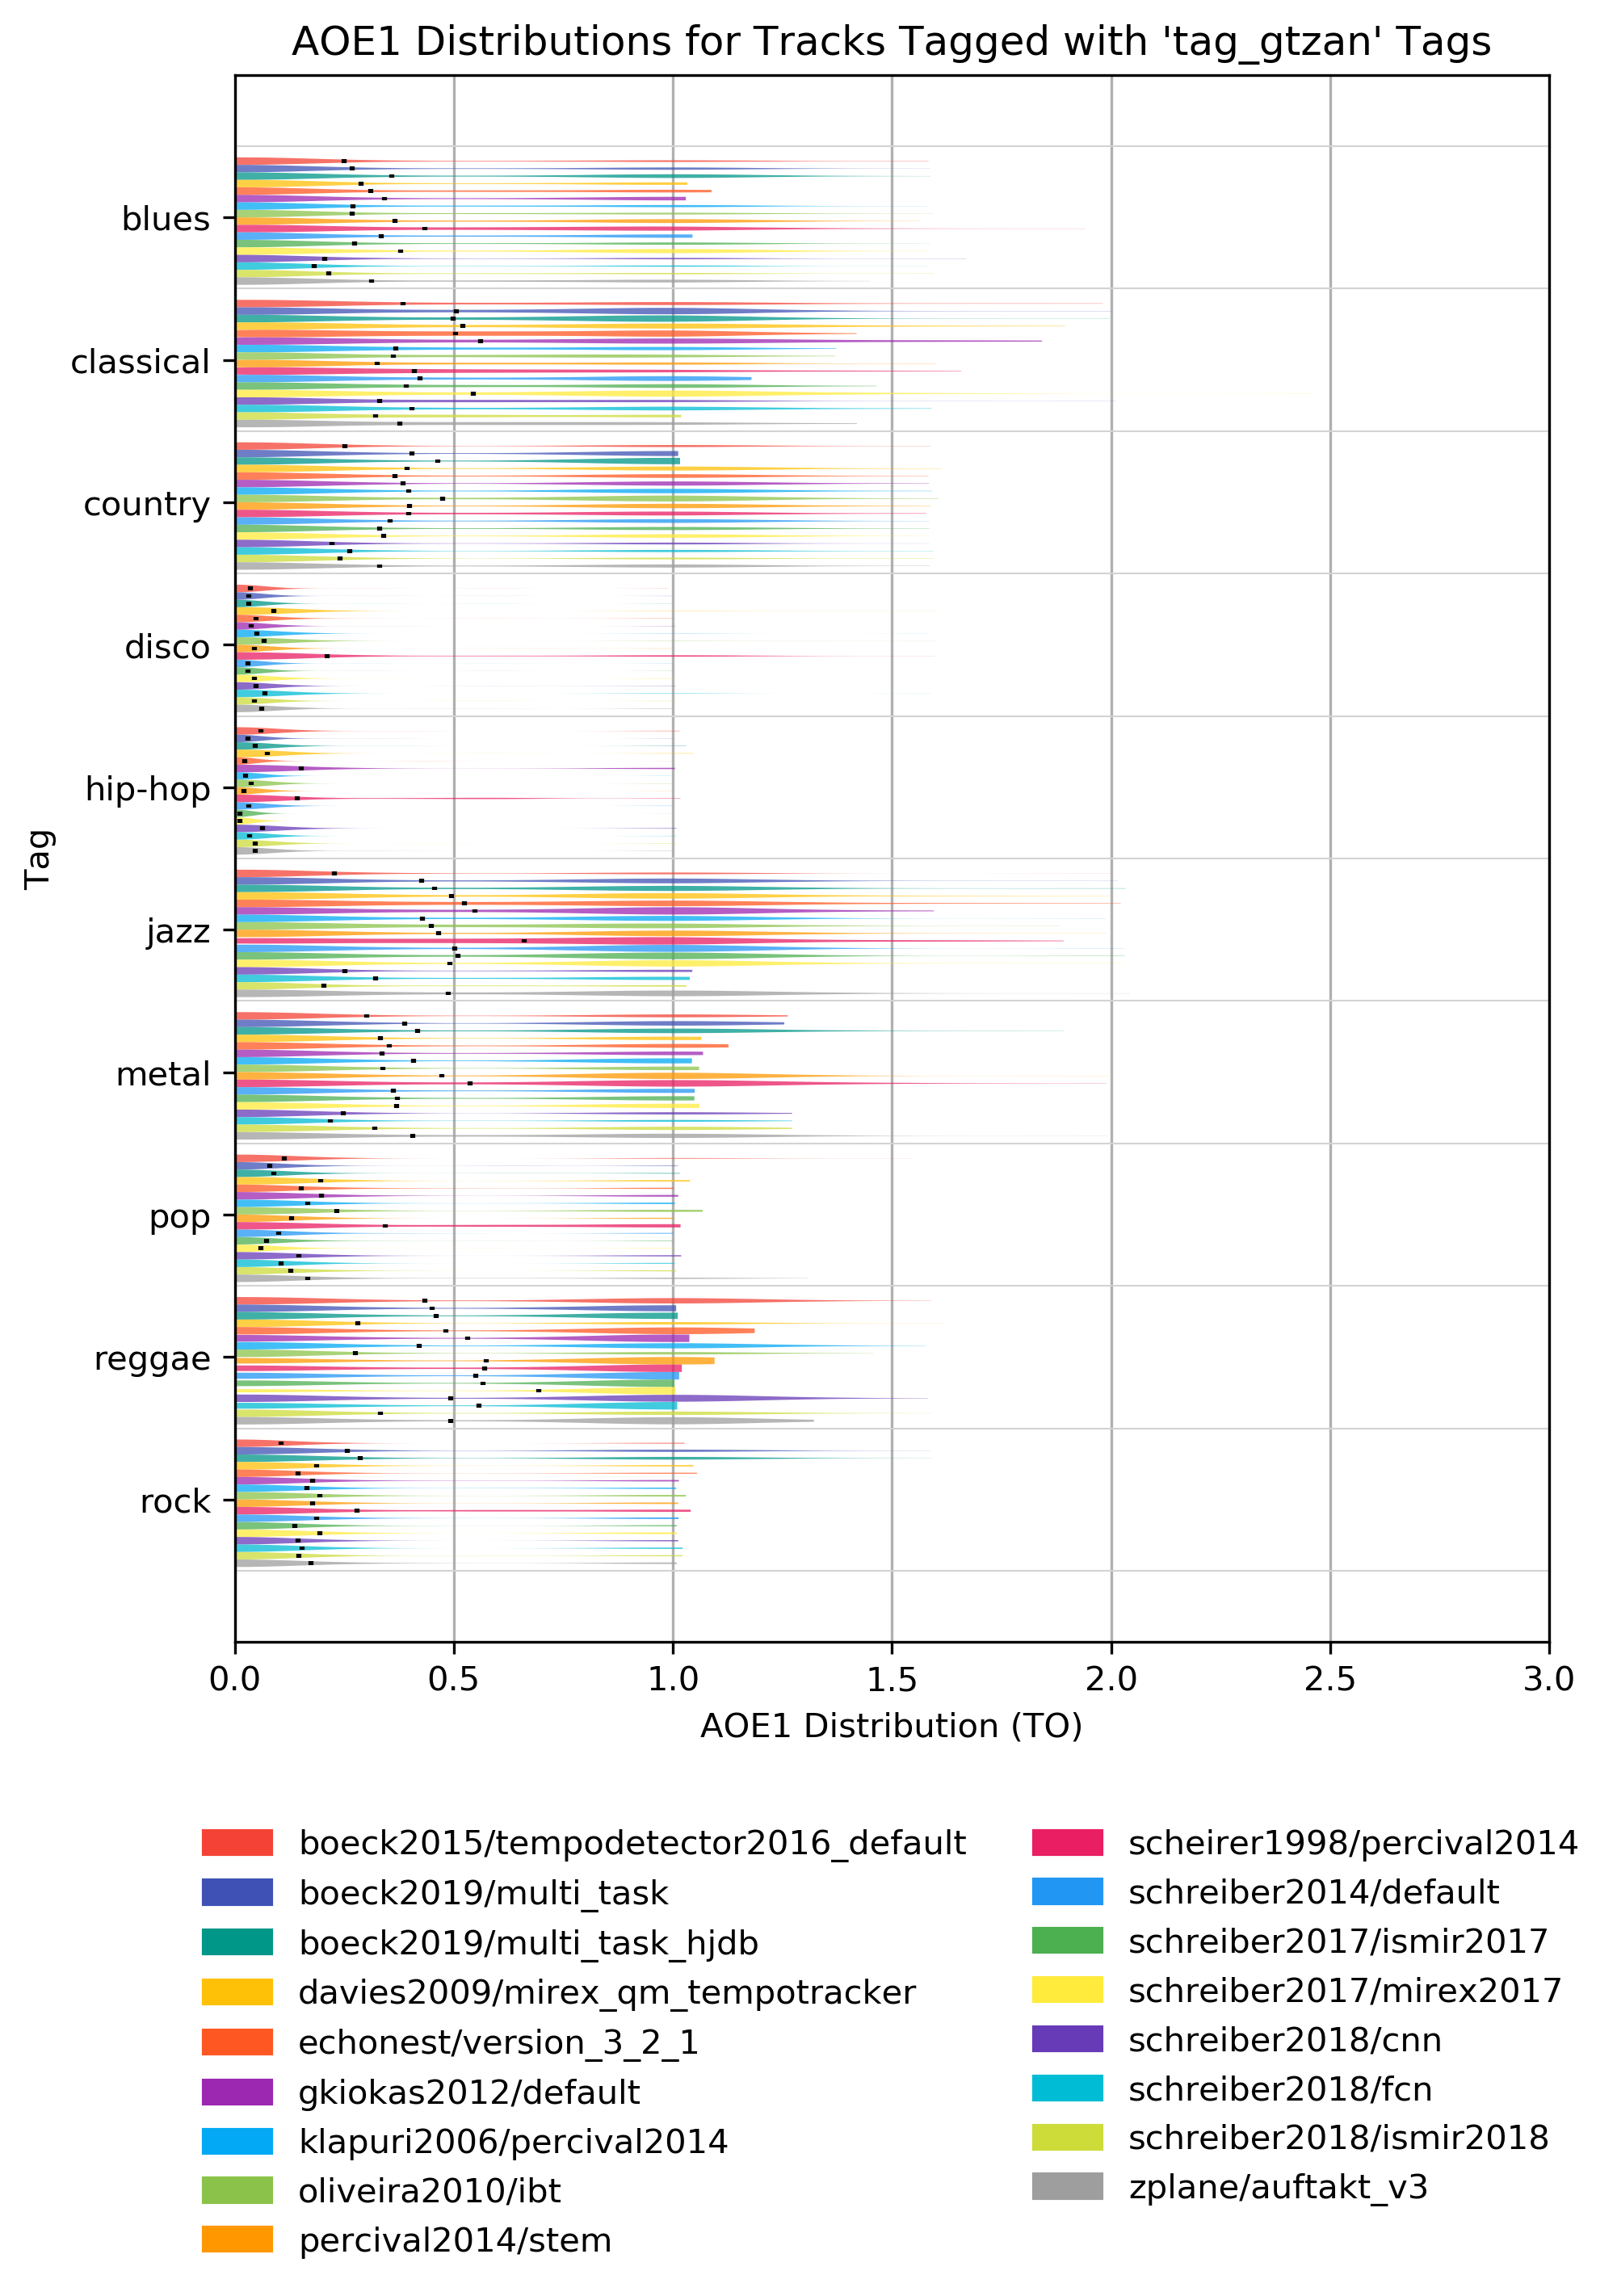 AOE1 Distributions for Tracks Tagged with 'tag_gtzan' Tags
Tag
blues
classical
country
disco
hip-hop
jazz
metal
pop
reggae
rock
0.0 0.5 1.0 1.5 2.0 2.5 3.0
AOE1 Distribution (TO)
boeck2015/tempodetector2016_default
boeck2019/multi_task
boeck2019/multi_task_hjdb
davies2009/mirex_qm_tempotracker
echonest/version_3_2_1
gkiokas2012/default
klapuri2006/percival2014
oliveira2010/ibt
percival2014/stem
scheirer1998/percival2014
schreiber2014/default
schreiber2017/ismir2017
schreiber2017/mirex2017
schreiber2018/cnn
schreiber2018/fcn
schreiber2018/ismir2018
zplane/auftakt_v3